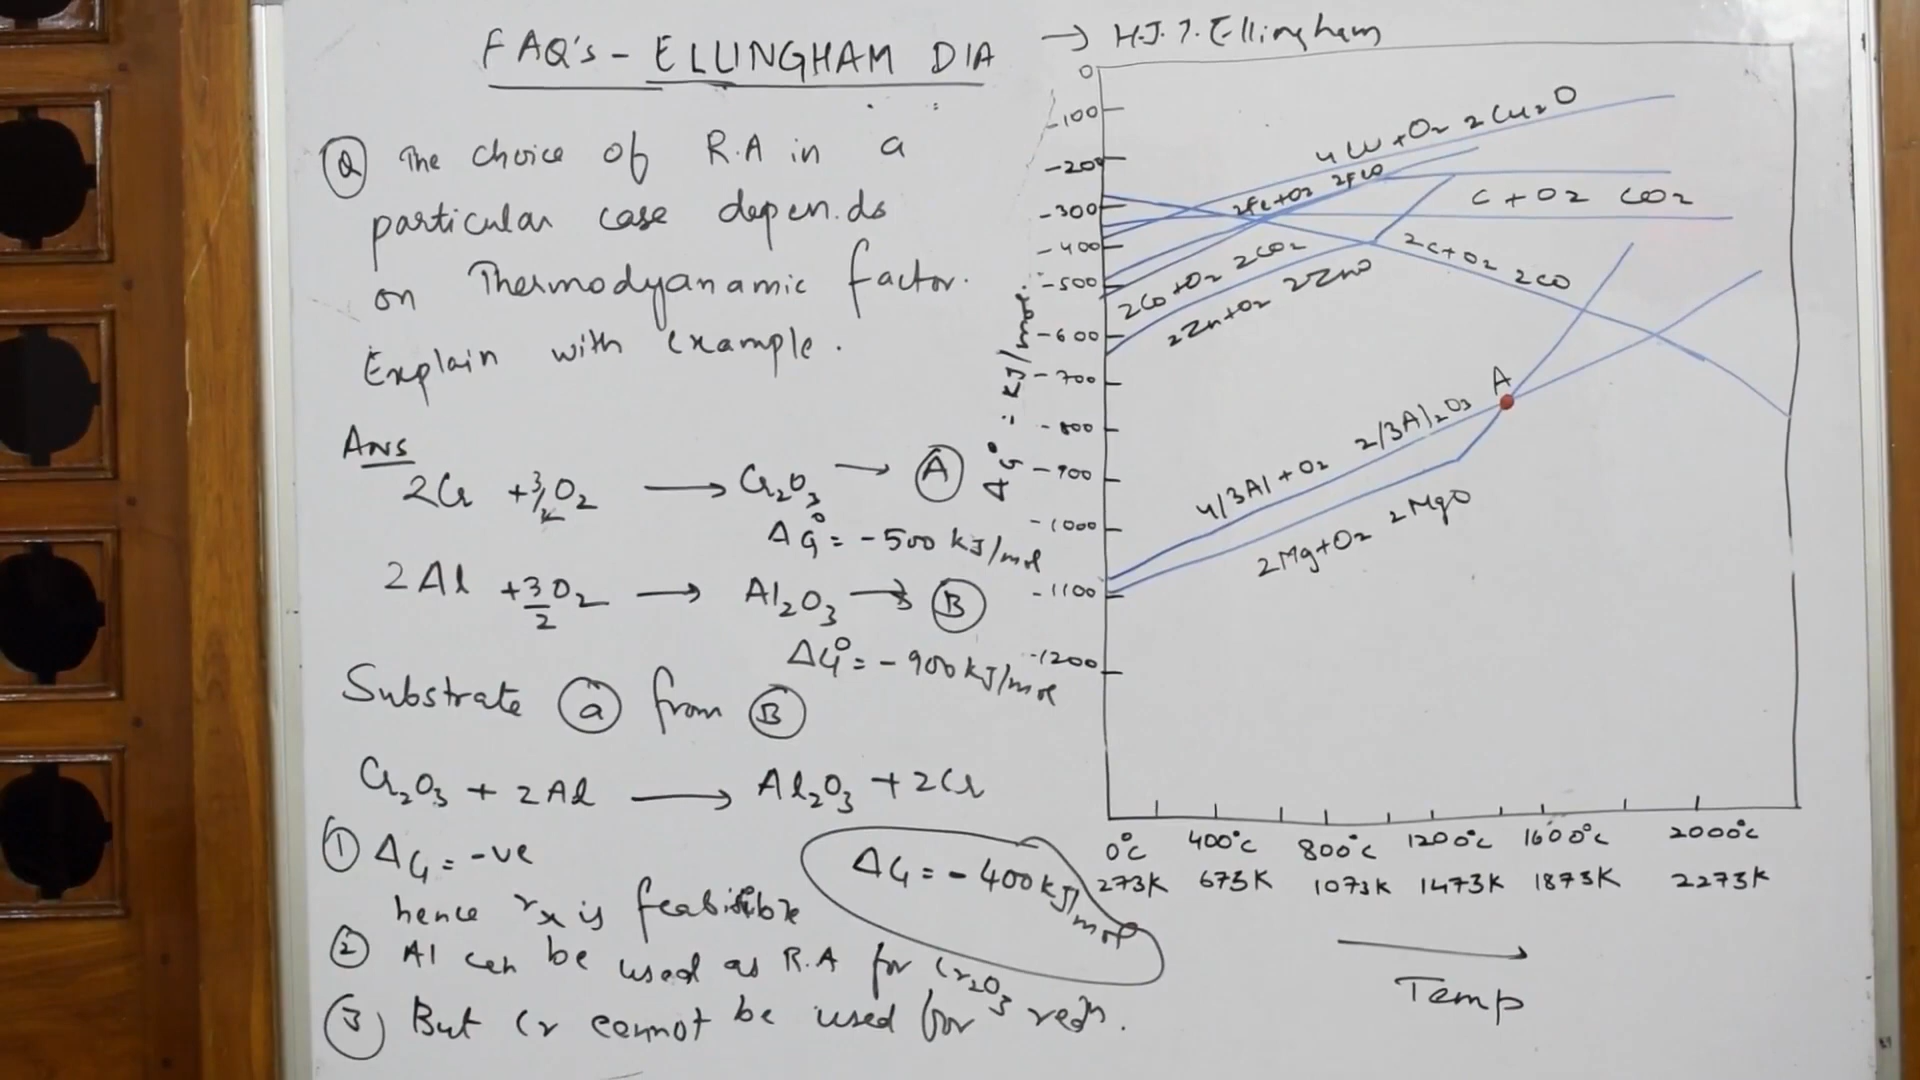 FAQ's - ELLINGHAM DIA
→ H.J.T. Ellingham
Q The choice of R.A in a
particular case depends
on Thermodyanamic factor.
Explain with example.
Ans
2Cr + 3/2 O2 → Cr2O3 → A
ΔG° = -500 kJ/mol
2Al + 3/2 O2 → Al2O3 → B
ΔG° = -900 kJ/mol
Substrate a from B
Cr2O3 + 2Al → Al2O3 + 2Cr
① ΔG = -ve
hence rx is
ΔG = -400 kJ/mol
② Al can be used as R.A for Cr2O3
③ But Cr cannot be used for redn.
0
-100
-200
-300
-400
-500
-600
-700
-800
-900
-1000
-1100
-1200
ΔG° = KJ/mol.
4Cu + O2 2Cu2O
2Fe+O2 2FeO
C + O2 CO2
2C+O2 2CO
2CO+O2 2CO2
2Zn+O2 2ZnO
A
4/3Al+O2 2/3Al2O3
2Mg+O2 2MgO
0°c 400°c 800°c 1200°c 1600°c 2000°c
273K 673K 1073K 1473K 1873K 2273K
→
Temp